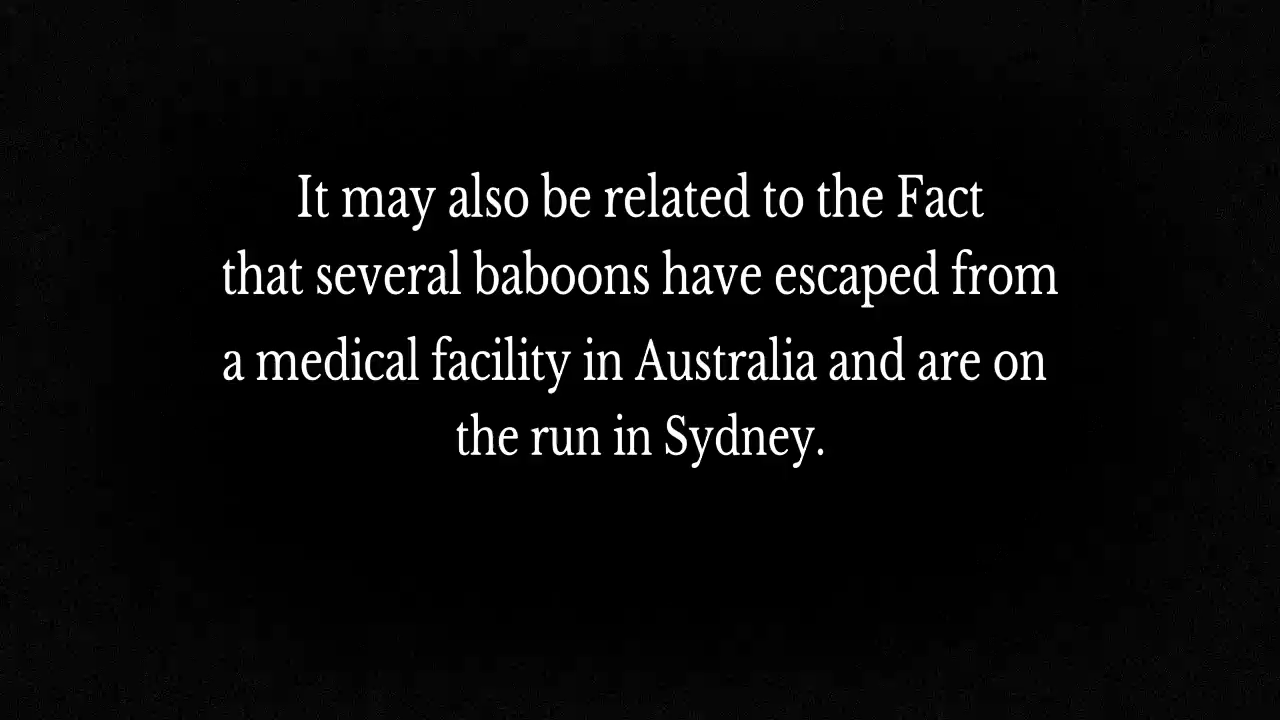 It may also be related to the Fact
that several baboons have escaped from
a medical facility in Australia and are on
the run in Sydney.